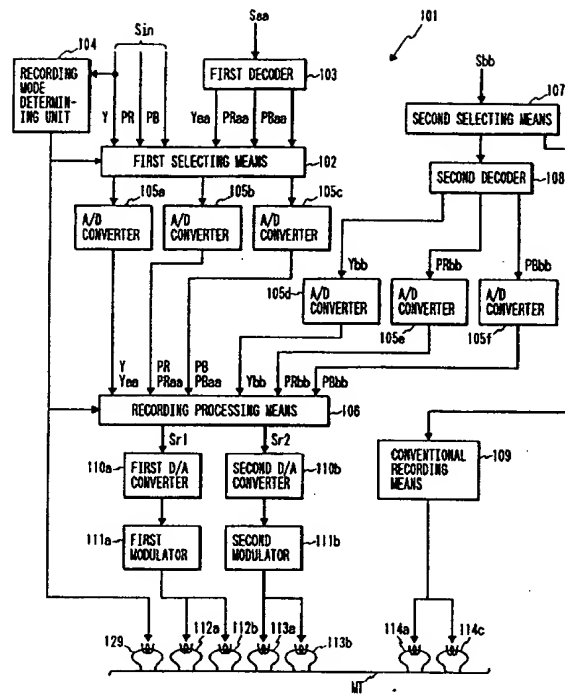 104
Sin
Saa
101
RECORDING
MODE
DETERMIN-
ING UNIT
FIRST DECODER
103
Sbb
107
Y
PR
PB
Yaa
PRaa
PBaa
SECOND SELECTING MEANS
FIRST SELECTING MEANS
102
SECOND DECODER
108
105a
105b
105c
A/D
CONVERTER
A/D
CONVERTER
A/D
CONVERTER
Ybb
PRbb
PBbb
105d
A/D
CONVERTER
A/D
CONVERTER
A/D
CONVERTER
105e
105f
Y
Yaa
PR
PRaa
PB
PBaa
Ybb
PRbb
PBbb
RECORDING PROCESSING MEANS
106
Sr1
Sr2
110a
FIRST D/A
CONVERTER
SECOND D/A
CONVERTER
110b
CONVENTIONAL
RECORDING
MEANS
109
111a
FIRST
MODULATOR
SECOND
MODULATOR
111b
129
112a
112b
113a
113b
114a
114c
MT